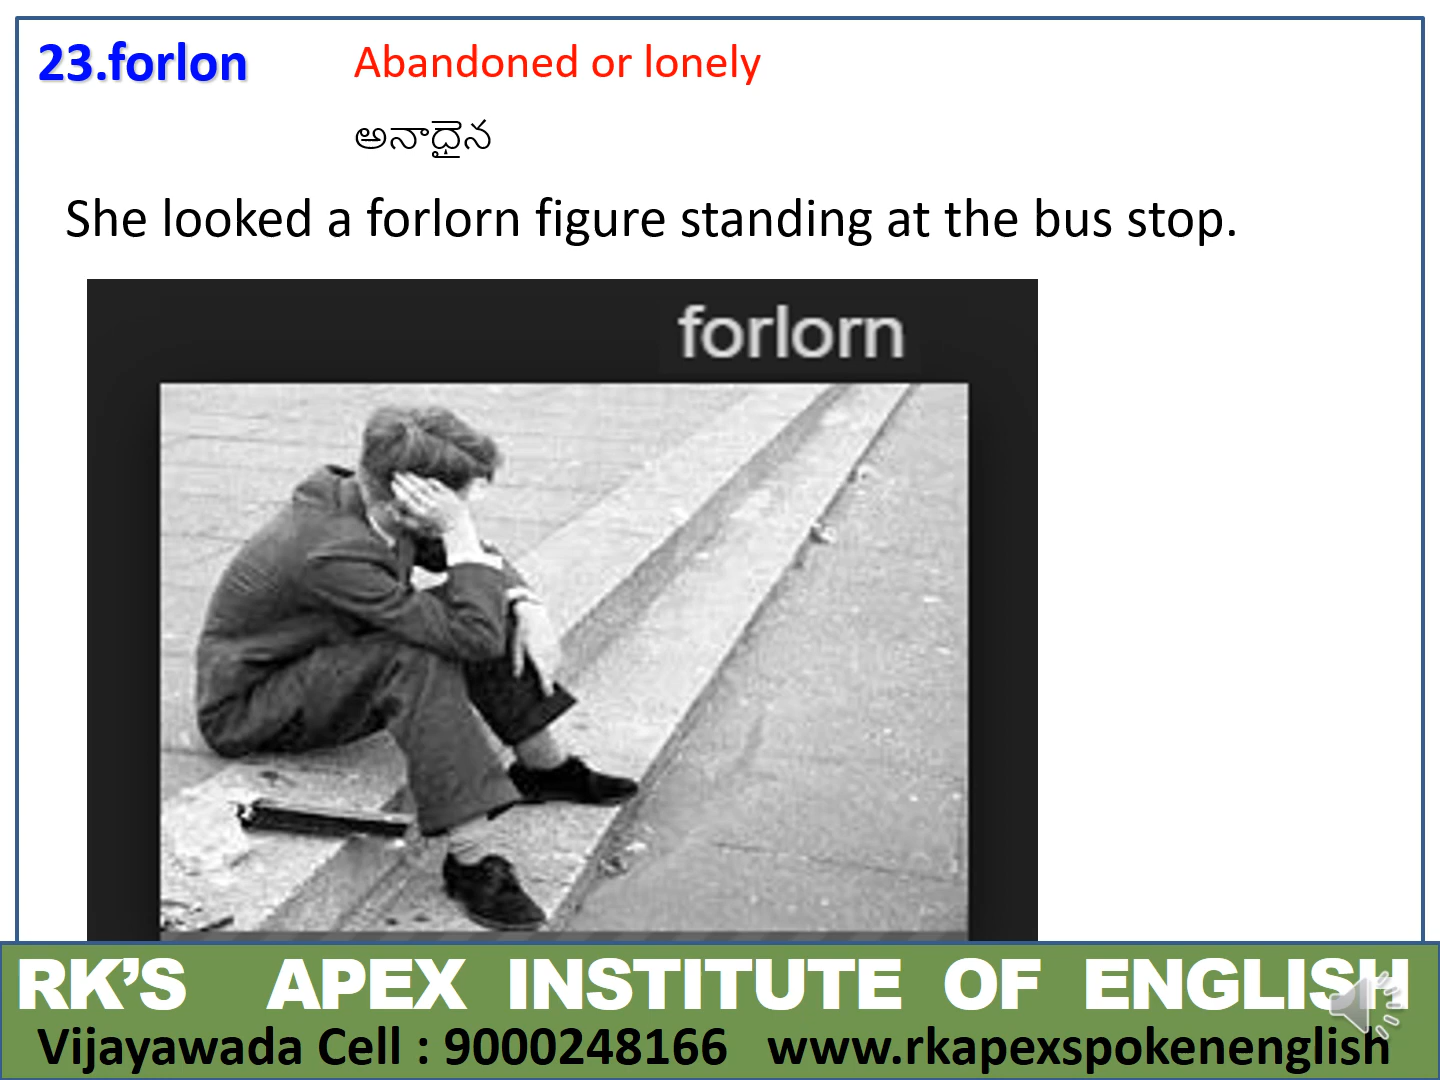 23.forlon Abandoned or lonely
అనాధైన
She looked a forlorn figure standing at the bus stop.
forlorn
RK’S APEX INSTITUTE OF ENGLISH
Vijayawada Cell : 9000248166 www.rkapexspokenenglish